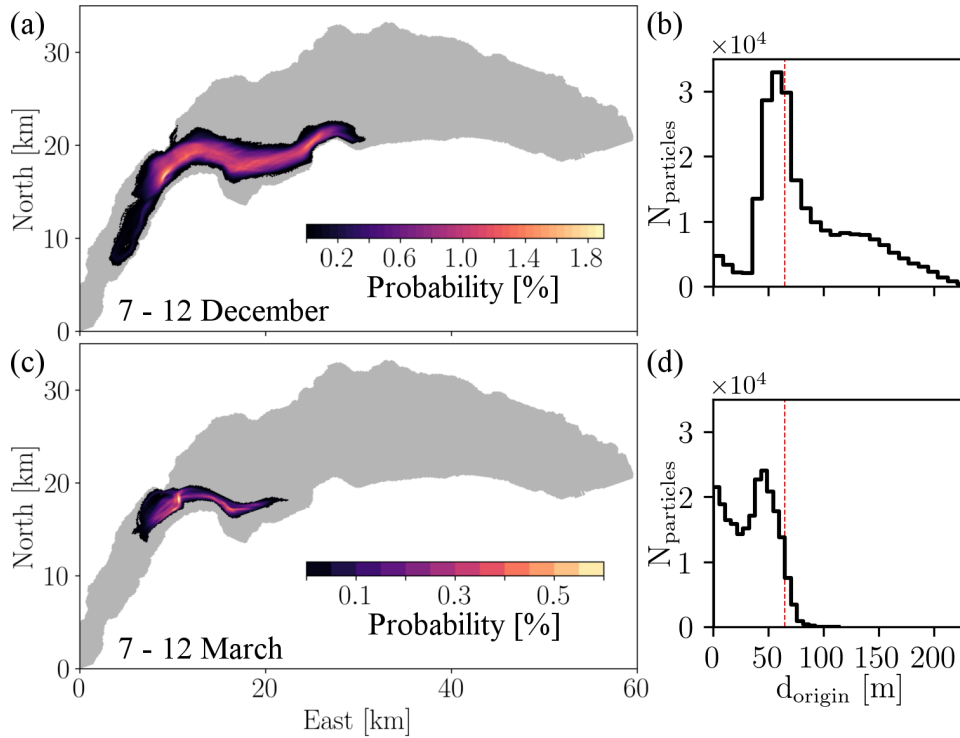 (a)
30
20
10
0
North [km]
0.2 0.6 1.0 1.4 1.8
Probability [%]
7 - 12 December
(b)
×10⁴
3
2
1
0
N_particles
(c)
30
20
10
0
North [km]
0.1 0.3 0.5
Probability [%]
7 - 12 March
0 20 40 60
East [km]
(d)
×10⁴
3
2
1
0
N_particles
0 50 100 150 200
d_origin [m]